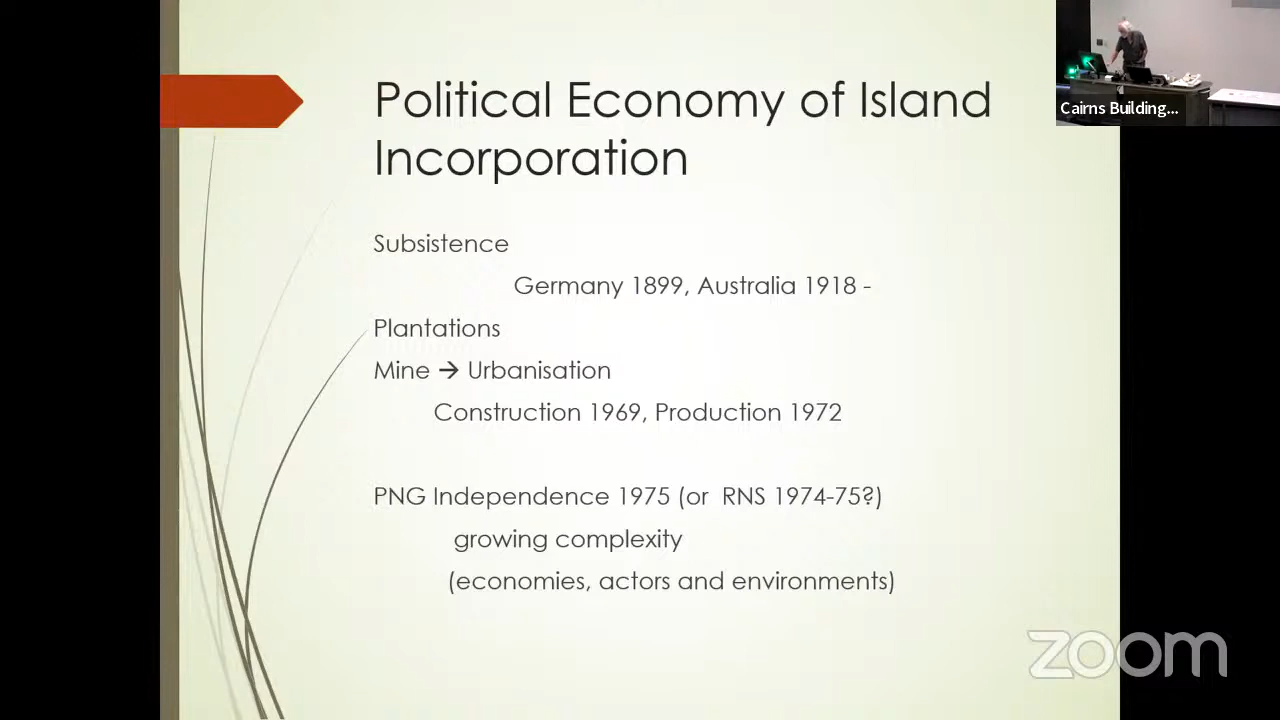 Political Economy of Island
Incorporation
Subsistence
Germany 1899, Australia 1918 -
Plantations
Mine → Urbanisation
Construction 1969, Production 1972
PNG Independence 1975 (or RNS 1974-75?)
growing complexity
(economies, actors and environments)
Cairns Building...
zoom